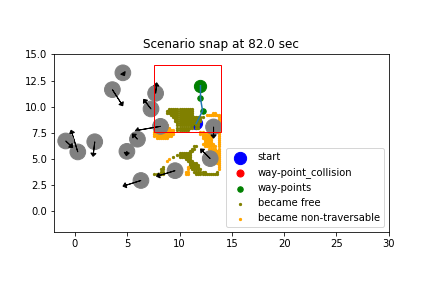 Scenario snap at 82.0 sec
15.0
12.5
10.0
7.5
5.0
2.5
0.0
start
way-point_collision
way-points
became free
became non-traversable
0 5 10 15 20 25 30